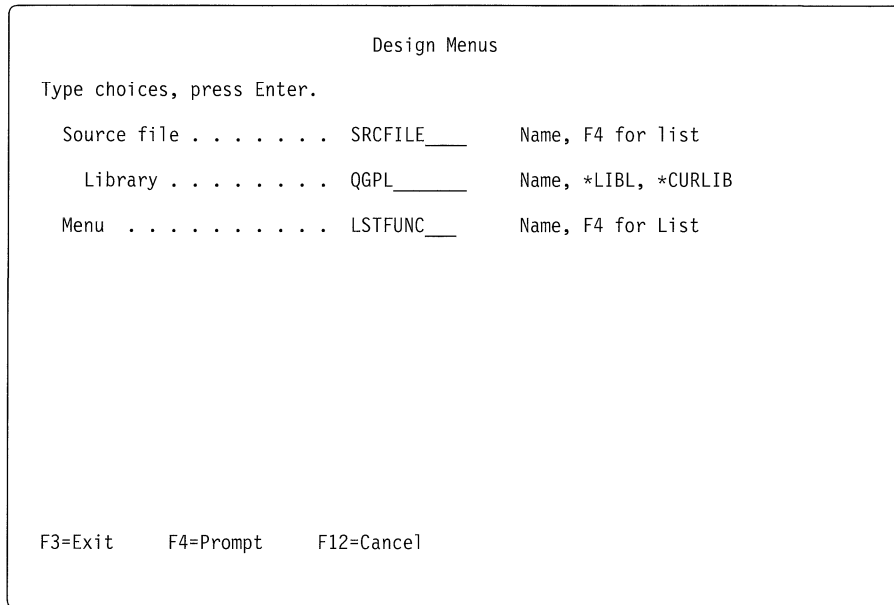 Design Menus
Type choices, press Enter.
Source file . . . . . . . SRCFILE____ Name, F4 for list
Library . . . . . . . . QGPL_______ Name, *LIBL, *CURLIB
Menu . . . . . . . . . . LSTFUNC___ Name, F4 for List
F3=Exit F4=Prompt F12=Cancel